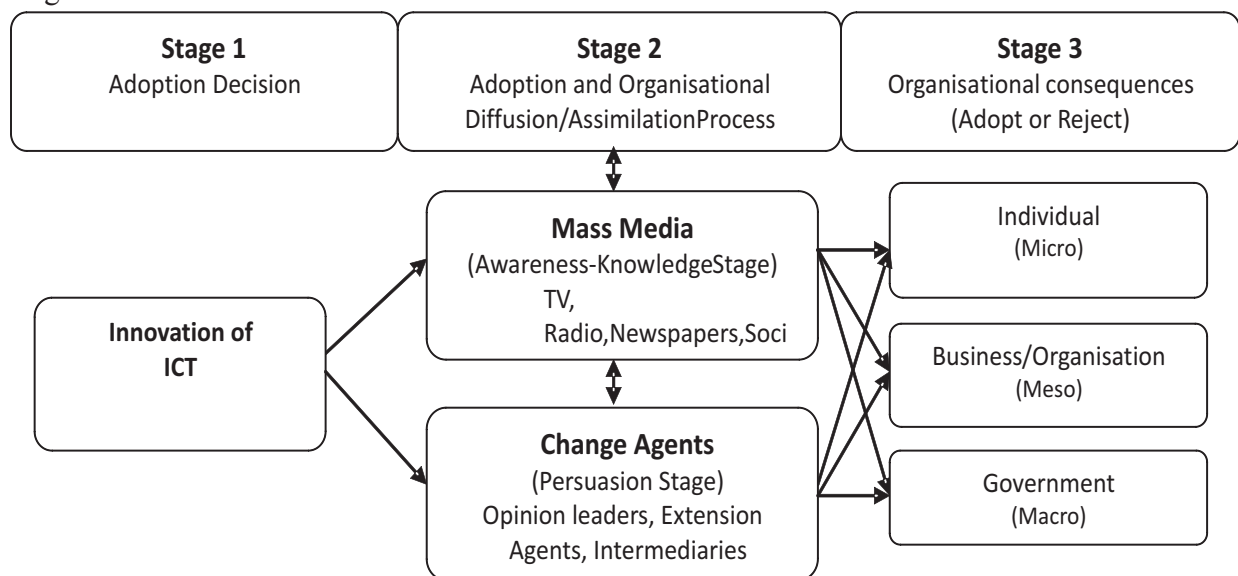 Stage 1
Adoption Decision
Stage 2
Adoption and Organisational
Diffusion/AssimilationProcess
Stage 3
Organisational consequences
(Adopt or Reject)
Mass Media
(Awareness-KnowledgeStage)
TV,
Radio,Newspapers,Soci
Innovation of
ICT
Change Agents
(Persuasion Stage)
Opinion leaders, Extension
Agents, Intermediaries
Individual
(Micro)
Business/Organisation
(Meso)
Government
(Macro)